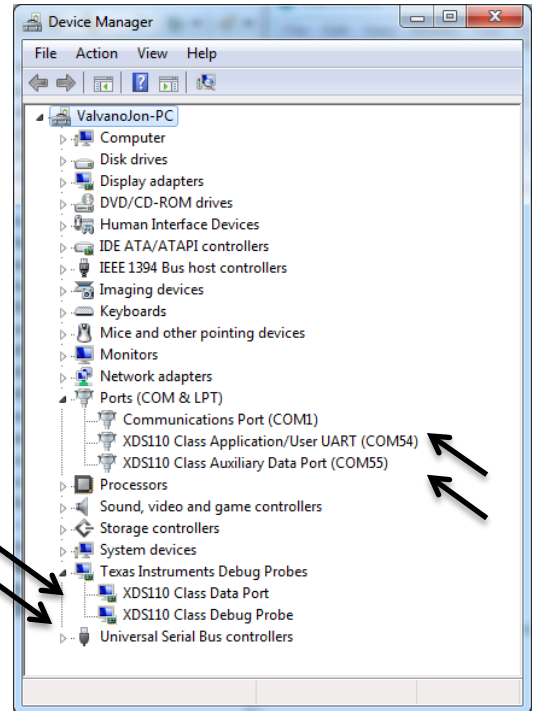 Device Manager
File Action View Help
ValvanoJon-PC
Computer
Disk drives
Display adapters
DVD/CD-ROM drives
Human Interface Devices
IDE ATA/ATAPI controllers
IEEE 1394 Bus host controllers
Imaging devices
Keyboards
Mice and other pointing devices
Monitors
Network adapters
Ports (COM & LPT)
Communications Port (COM1)
XDS110 Class Application/User UART (COM54)
XDS110 Class Auxiliary Data Port (COM55)
Processors
Sound, video and game controllers
Storage controllers
System devices
Texas Instruments Debug Probes
XDS110 Class Data Port
XDS110 Class Debug Probe
Universal Serial Bus controllers